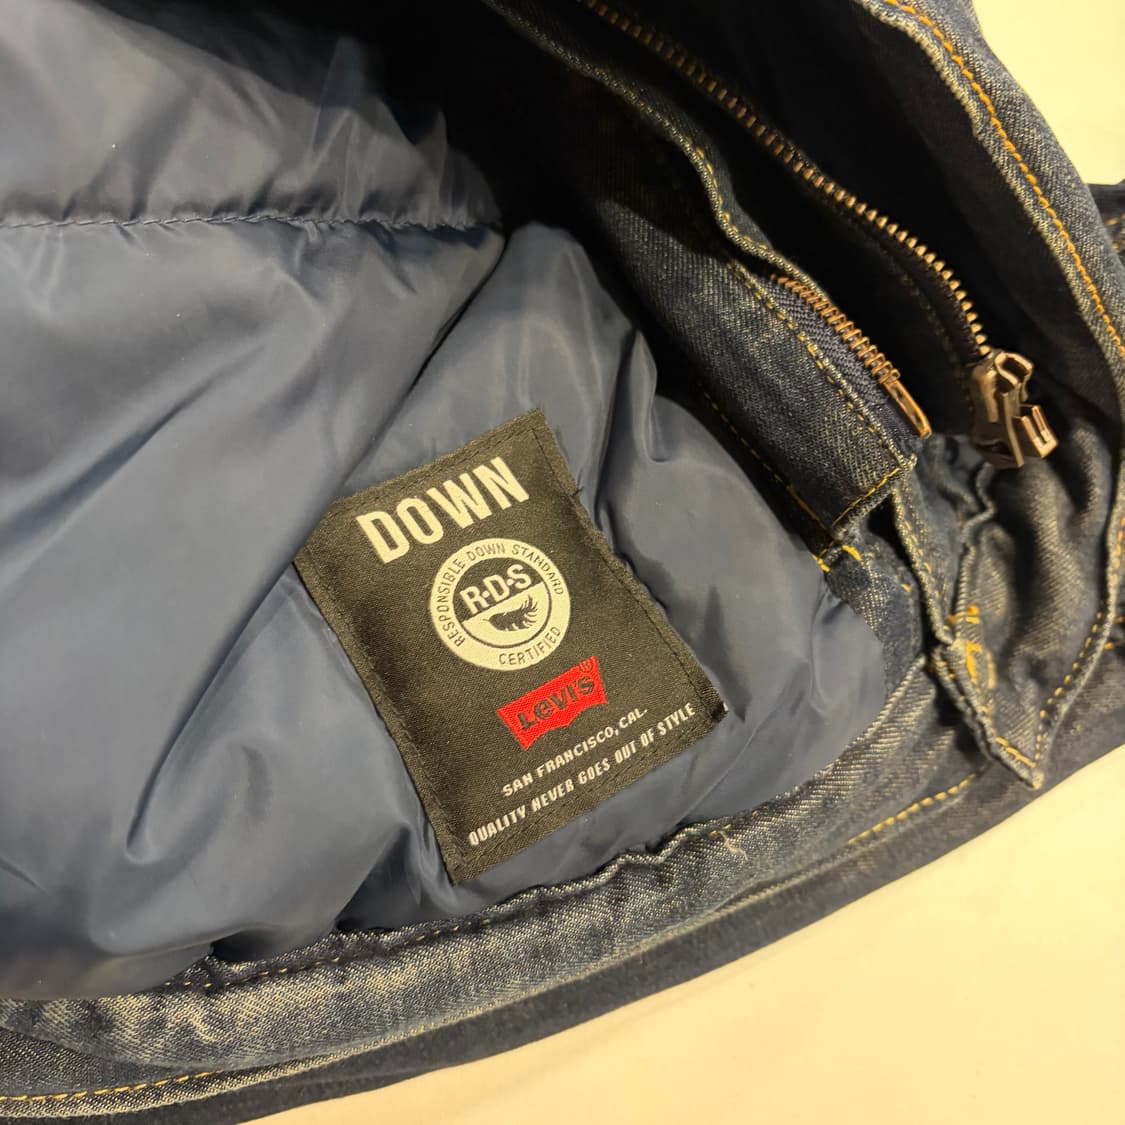 DOWN
RESPONSIBLE DOWN STANDARD
R·D·S
CERTIFIED
LEVI'S®
SAN FRANCISCO, CAL.
QUALITY NEVER GOES OUT OF STYLE